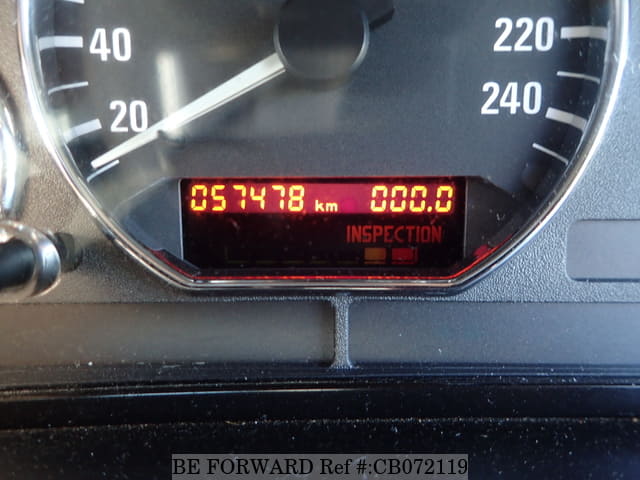 40
220
20
240
057478 km 000.0
INSPECTION
BE FORWARD Ref #:CB072119